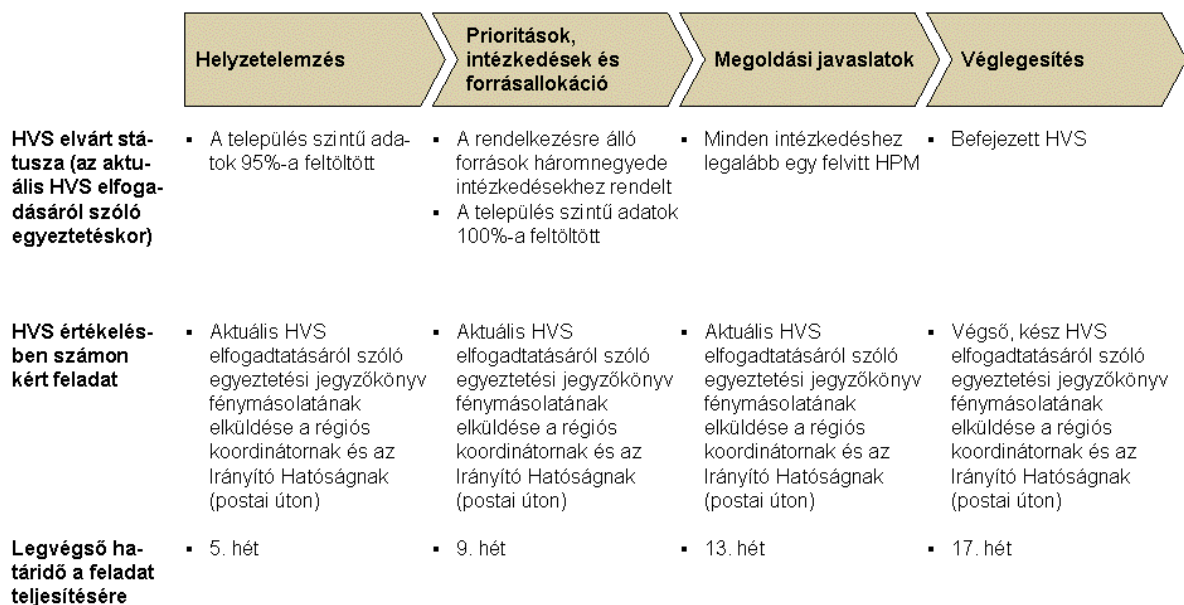 Helyzetelemzés
Prioritások,
intézkedések és
forrásallokáció
Megoldási javaslatok
Véglegesítés
HVS elvárt stá-
tusza (az aktu-
ális HVS elfoga-
dásáról szóló
egyeztetéskor)
▪ A település szintű ada-
tok 95%-a feltöltött
▪ A rendelkezésre álló
források háromnegyede
intézkedésekhez rendelt
▪ A település szintű adatok
100%-a feltöltött
▪ Minden intézkedéshez
legalább egy felvitt HPM
▪ Befejezett HVS
HVS értékelés-
ben számon
kért feladat
▪ Aktuális HVS
elfogadtatásáról szóló
egyeztetési jegyzőkönyv
fénymásolatának
elküldése a régiós
koordinátornak és az
Irányító Hatóságnak
(postai úton)
▪ Aktuális HVS
elfogadtatásáról szóló
egyeztetési jegyzőkönyv
fénymásolatának
elküldése a régiós
koordinátornak és az
Irányító Hatóságnak
(postai úton)
▪ Aktuális HVS
elfogadtatásáról szóló
egyeztetési jegyzőkönyv
fénymásolatának
elküldése a régiós
koordinátornak és az
Irányító Hatóságnak
(postai úton)
▪ Végső, kész HVS
elfogadtatásáról szóló
egyeztetési jegyzőkönyv
fénymásolatának
elküldése a régiós
koordinátornak és az
Irányító Hatóságnak
(postai úton)
Legvégső ha-
táridő a feladat
teljesítésére
▪ 5. hét
▪ 9. hét
▪ 13. hét
▪ 17. hét